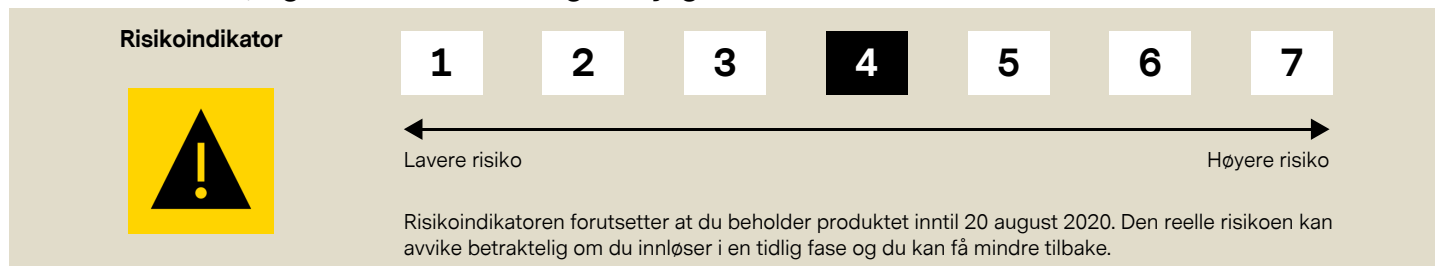 Risikoindikator
1 2 3 4 5 6 7
Lavere risiko Høyere risiko
Risikoindikatoren forutsetter at du beholder produktet inntil 20 august 2020. Den reelle risikoen kan
avvike betraktelig om du innløser i en tidlig fase og du kan få mindre tilbake.